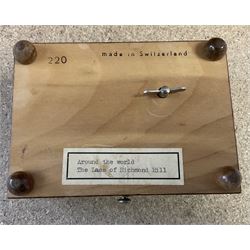 made in Switzerland
220
Around the world
The Lass of Richmond Hill